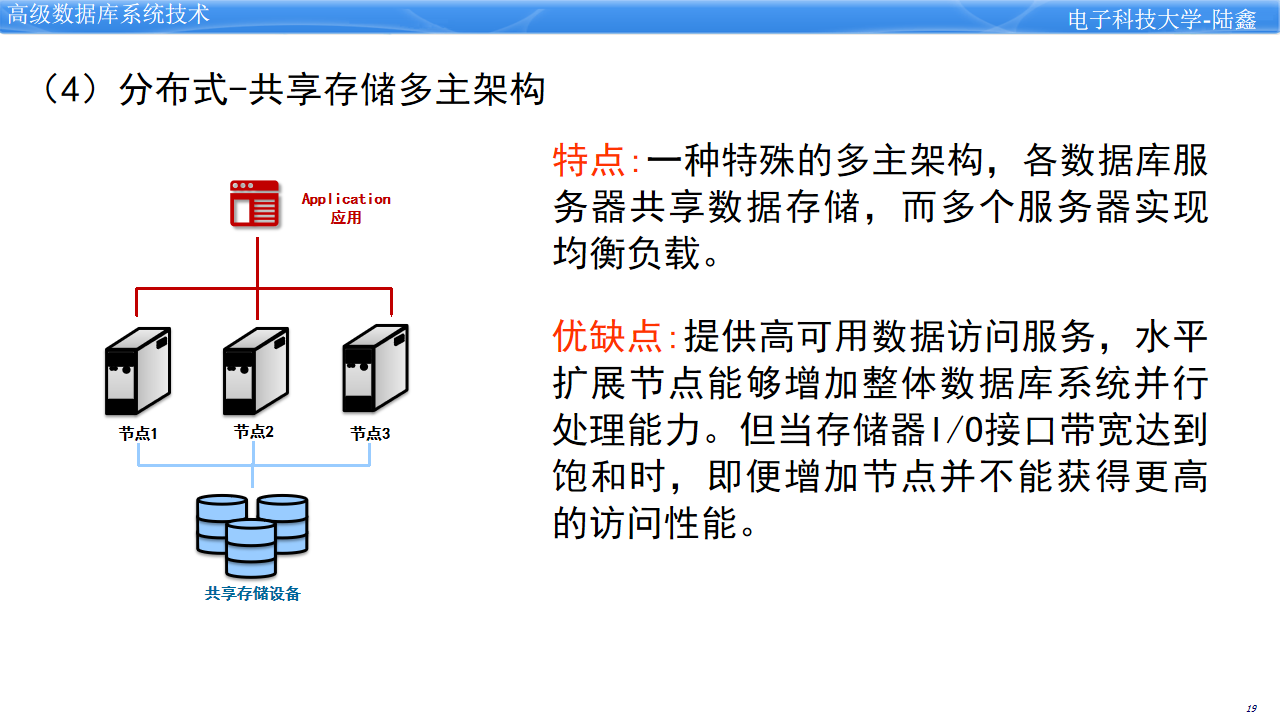 高级数据库系统技术
电子科技大学-陆鑫
（4）分布式-共享存储多主架构
特点:一种特殊的多主架构，各数据库服
务器共享数据存储，而多个服务器实现
均衡负载。
Application
应用
优缺点:提供高可用数据访问服务，水平
扩展节点能够增加整体数据库系统并行
处理能力。但当存储器I/O接口带宽达到
饱和时，即便增加节点并不能获得更高
的访问性能。
节点1
节点2
节点3
共享存储设备
19